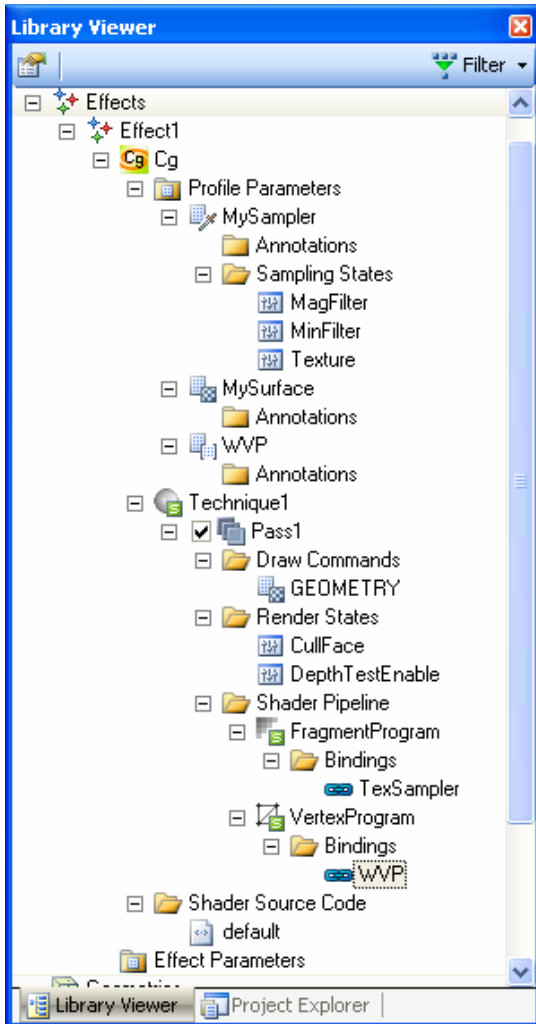 Library Viewer
Filter
Effects
Effect1
Cg Cg
Profile Parameters
MySampler
Annotations
Sampling States
MagFilter
MinFilter
Texture
MySurface
Annotations
WVP
Annotations
Technique1
Pass1
Draw Commands
GEOMETRY
Render States
CullFace
DepthTestEnable
Shader Pipeline
FragmentProgram
Bindings
TexSampler
VertexProgram
Bindings
WVP
Shader Source Code
default
Effect Parameters
Library Viewer Project Explorer